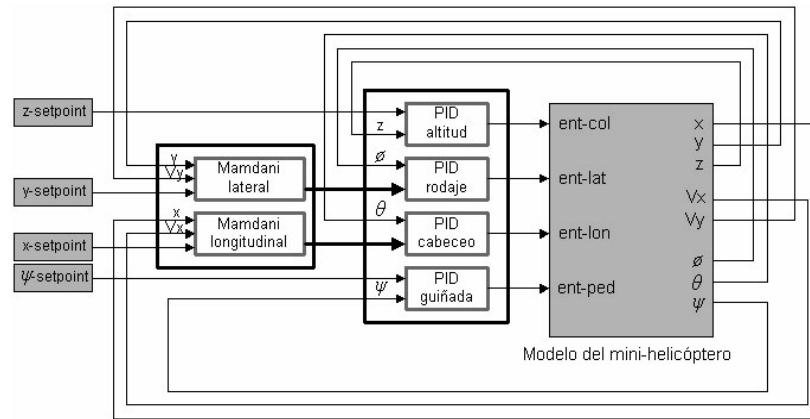 z-setpoint
y-setpoint
x-setpoint
ψ-setpoint
y
Vy
x
Vx
Mamdani
lateral
Mamdani
longitudinal
z
ø
θ
ψ
PID
altitud
PID
rodaje
PID
cabeceo
PID
guiñada
ent-col
ent-lat
ent-lon
ent-ped
x
y
z
Vx
Vy
ø
θ
ψ
Modelo del mini-helicóptero